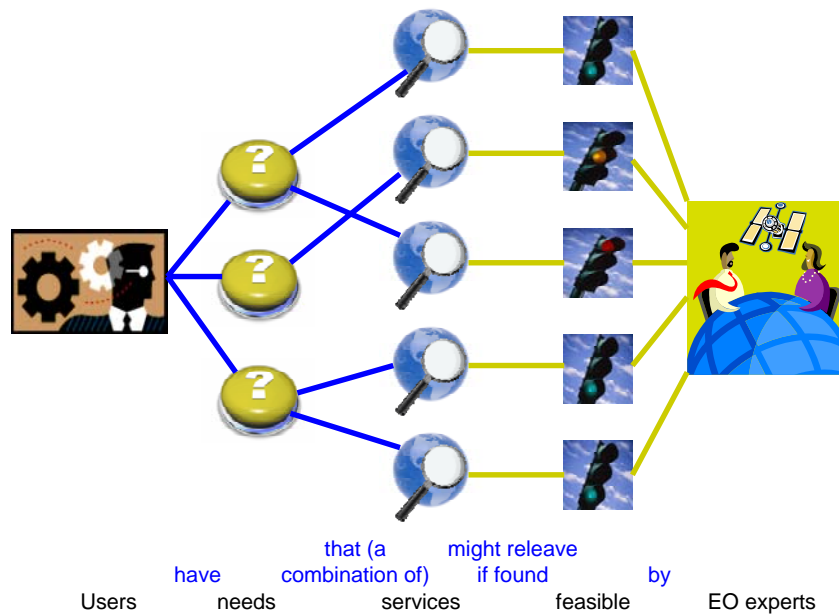 ? 
? 
? 
that (a might releave
have combination of) if found by
Users needs services feasible EO experts